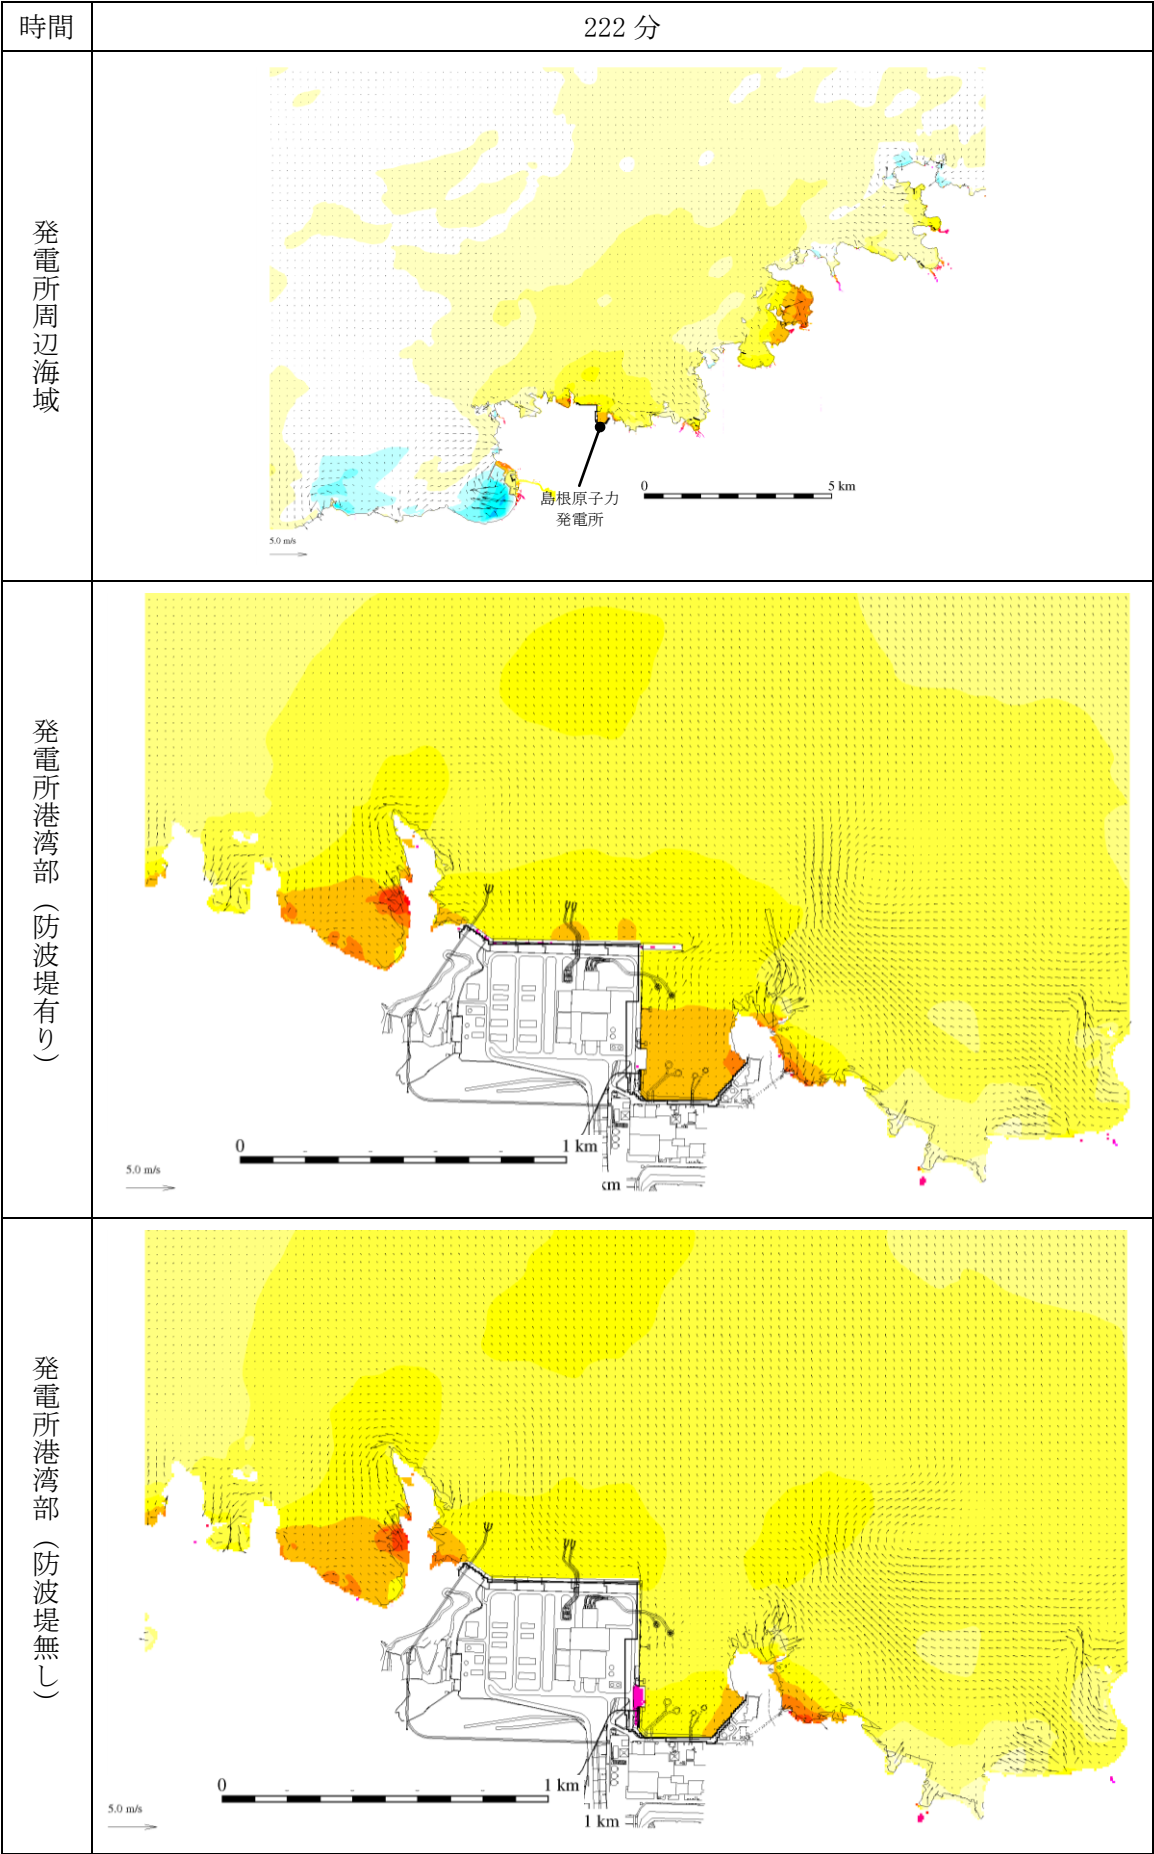 時間
222 分
発電所周辺海域
島根原子力
発電所
0
5 km
5.0 m/s
発電所港湾部（防波堤有り）
0
1 km
5.0 m/s
km
発電所港湾部（防波堤無し）
0
1 km
5.0 m/s
1 km